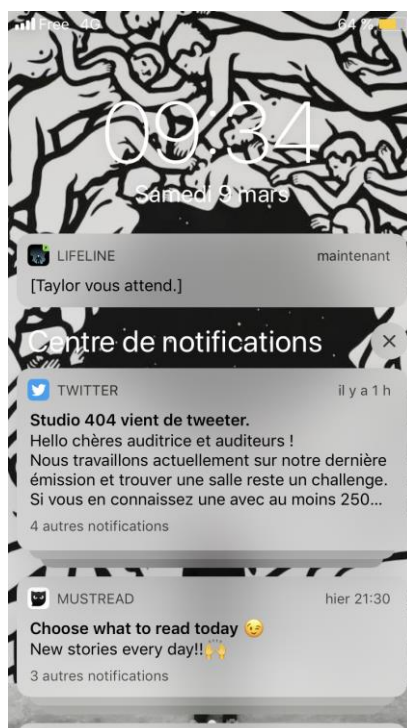 Free 4G 64 %
09:34
Samedi 9 mars
LIFELINE maintenant
[Taylor vous attend.]
Centre de notifications
TWITTER il y a 1 h
Studio 404 vient de tweeter.
Hello chères auditrice et auditeurs !
Nous travaillons actuellement sur notre dernière
émission et trouver une salle reste un challenge.
Si vous en connaissez une avec au moins 250...
4 autres notifications
MUSTREAD hier 21:30
Choose what to read today 😉
New stories every day!!🙌
3 autres notifications